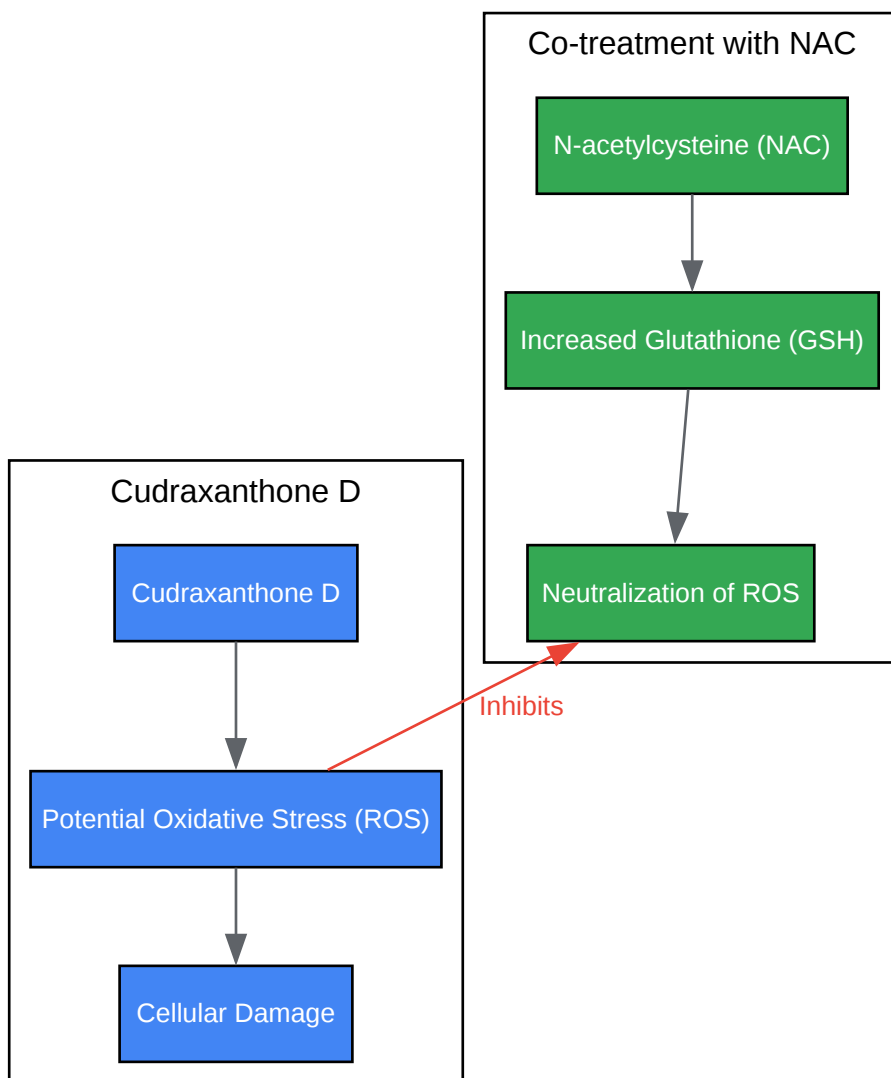 Co-treatment with NAC
N-acetylcysteine (NAC)
Increased Glutathione (GSH)
Neutralization of ROS
Cudraxanthone D
Cudraxanthone D
Inhibits
Potential Oxidative Stress (ROS)
Cellular Damage